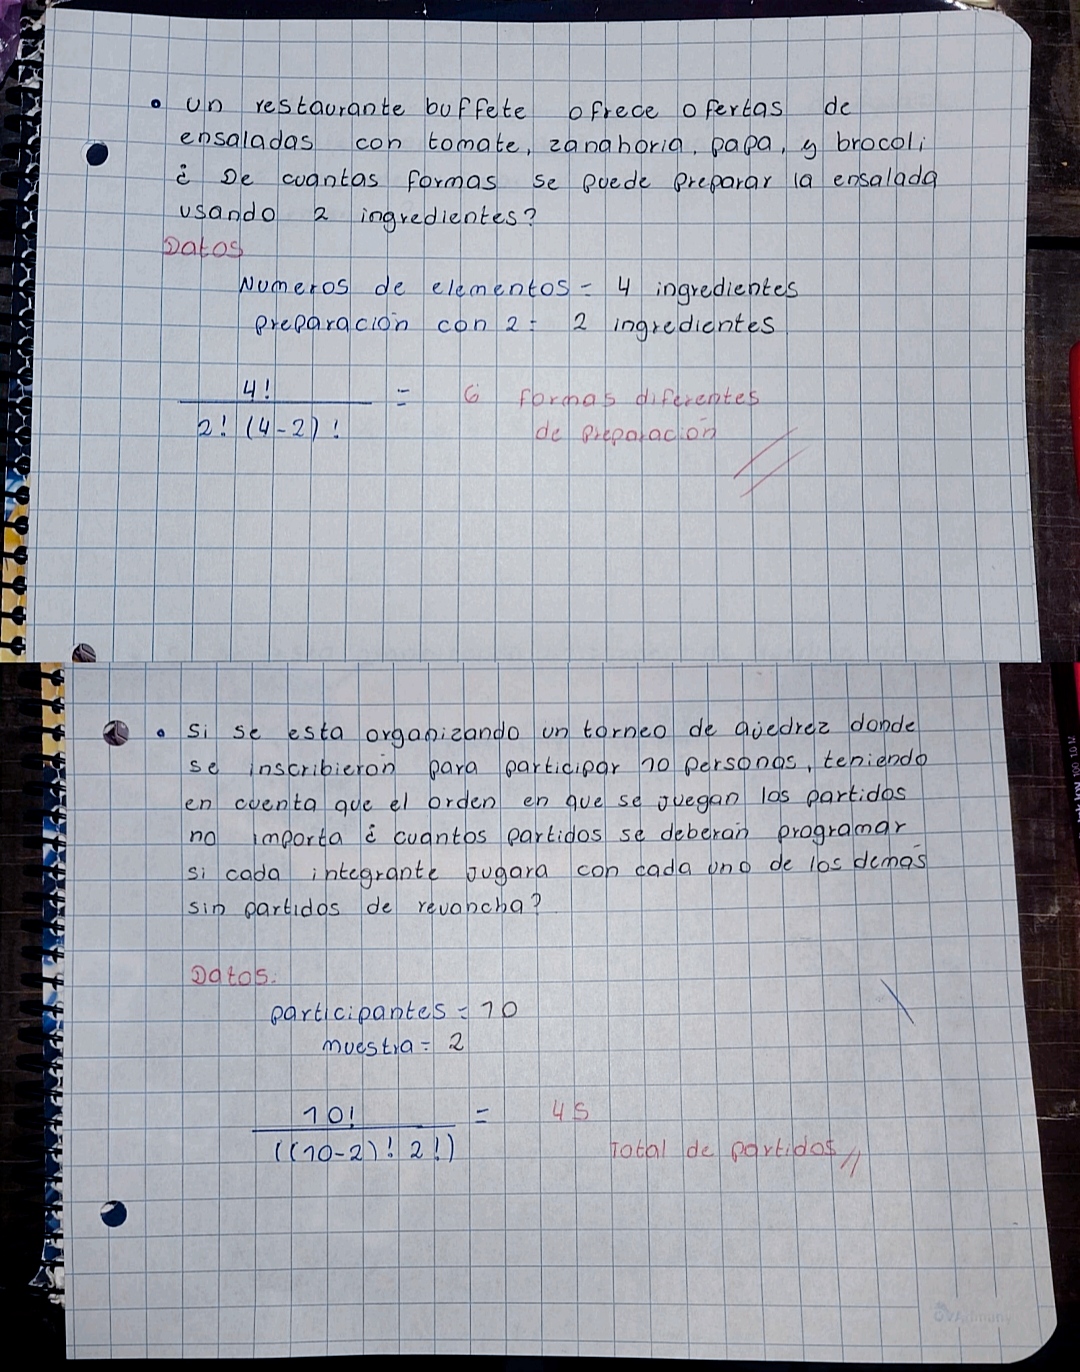 • Un restaurante buffete ofrece ofertas de
ensaladas con tomate, zanahoria, papa, y brocoli
¿ De cuantas formas se puede preparar la ensalada
usando 2 ingredientes?
Datos
Numeros de elementos = 4 ingredientes
preparación con 2 = 2 ingredientes
4! / 2! (4-2)! = 6 formas diferentes
de preparación
• Si se esta organizando un torneo de ajedrez donde
se inscribieron para participar 10 personas, teniendo
en cuenta que el orden en que se juegan los partidos
no importa ¿ cuantos partidos se deberan programar
si cada integrante jugara con cada uno de los demas
sin partidos de revancha?
Datos.
participantes = 10
muestra = 2
10! / ((10-2)! 2!) = 45
Total de partidos